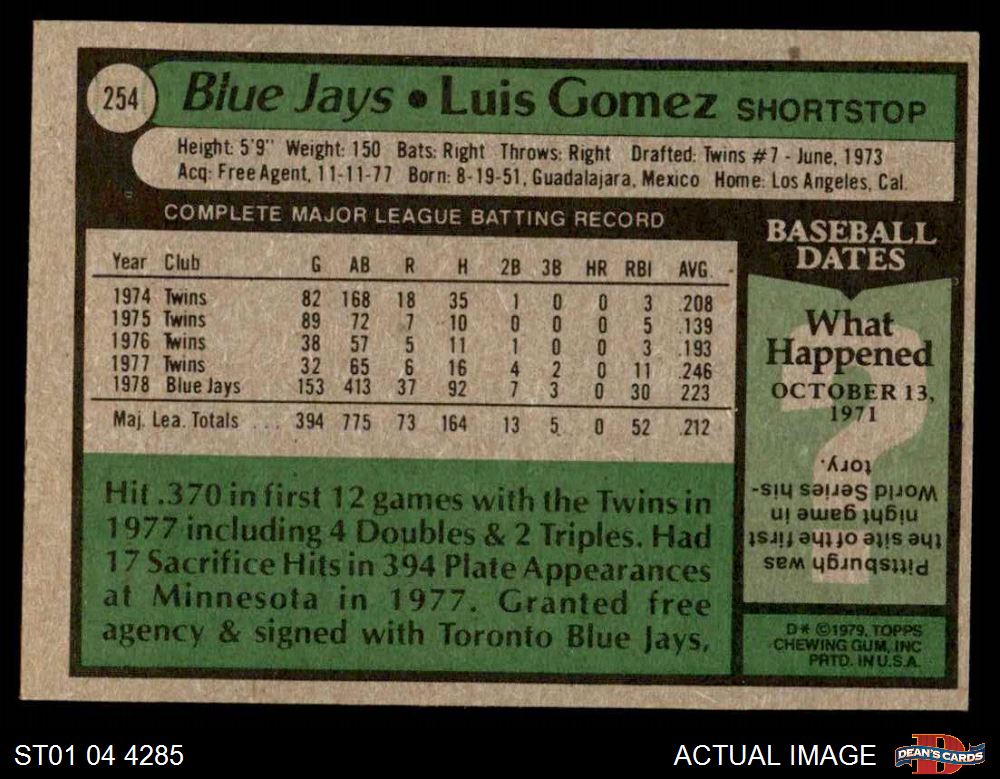 254
Blue Jays • Luis Gomez SHORTSTOP
Height: 5'9" Weight: 150 Bats: Right Throws: Right Drafted: Twins #7 - June, 1973
Acq: Free Agent, 11-11-77 Born: 8-19-51, Guadalajara, Mexico Home: Los Angeles, Cal.
COMPLETE MAJOR LEAGUE BATTING RECORD
Year Club G AB R H 2B 3B HR RBI AVG.
1974 Twins 82 168 18 35 1 0 0 3 .208
1975 Twins 89 72 7 10 0 0 0 5 .139
1976 Twins 38 57 5 11 1 0 0 3 .193
1977 Twins 32 65 6 16 4 2 0 11 .246
1978 Blue Jays 153 413 37 92 7 3 0 30 .223
Maj. Lea. Totals ... 394 775 73 164 13 5 0 52 .212
Hit .370 in first 12 games with the Twins in
1977 including 4 Doubles & 2 Triples. Had
17 Sacrifice Hits in 394 Plate Appearances
at Minnesota in 1977. Granted free
agency & signed with Toronto Blue Jays.
BASEBALL
DATES
What
Happened
OCTOBER 13,
1971
?
Pittsburgh was
the site of the first
night game in
World Series his-
tory.
D* ©1979, TOPPS
CHEWING GUM, INC
PRTD. IN U.S.A.
ST01 04 4285
ACTUAL IMAGE
DEAN'S CARDS